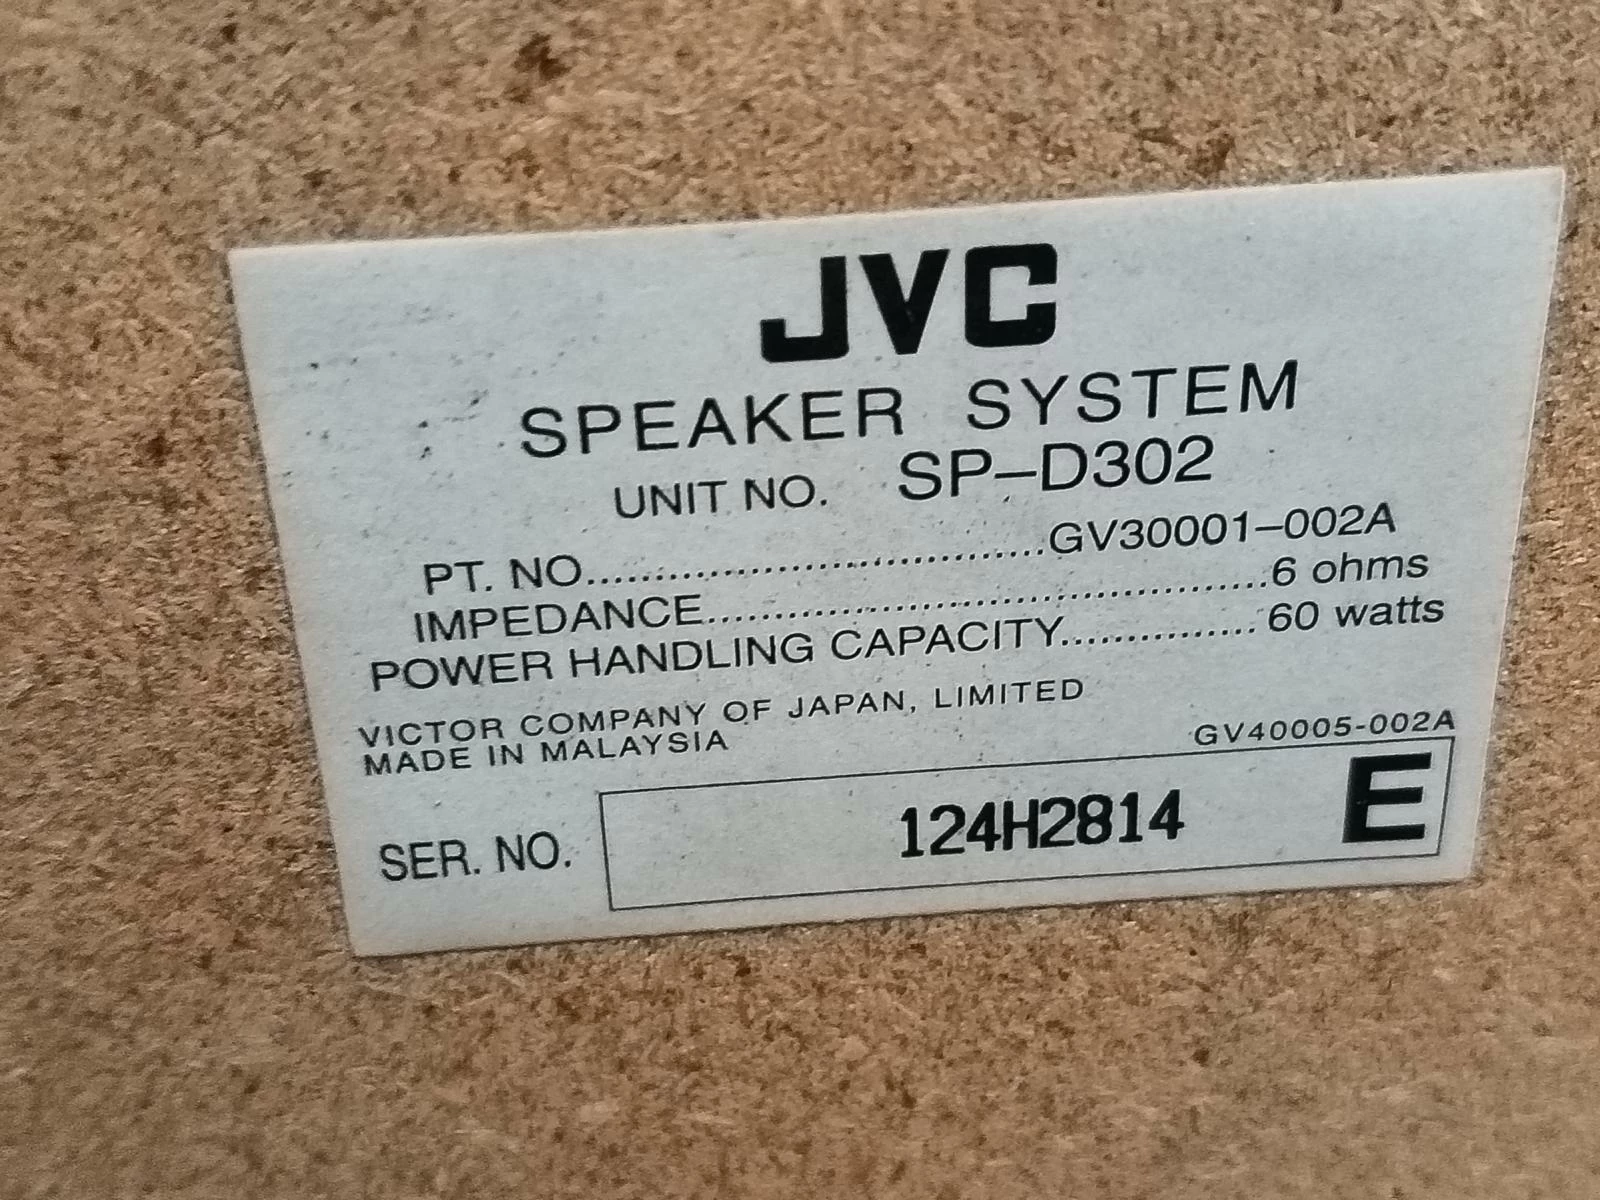 JVC
SPEAKER SYSTEM
UNIT NO. SP–D302
PT. NO..................................GV30001–002A
IMPEDANCE.........................................6 ohms
POWER HANDLING CAPACITY...............60 watts
VICTOR COMPANY OF JAPAN, LIMITED
MADE IN MALAYSIA
GV40005-002A
SER. NO. 124H2814 E